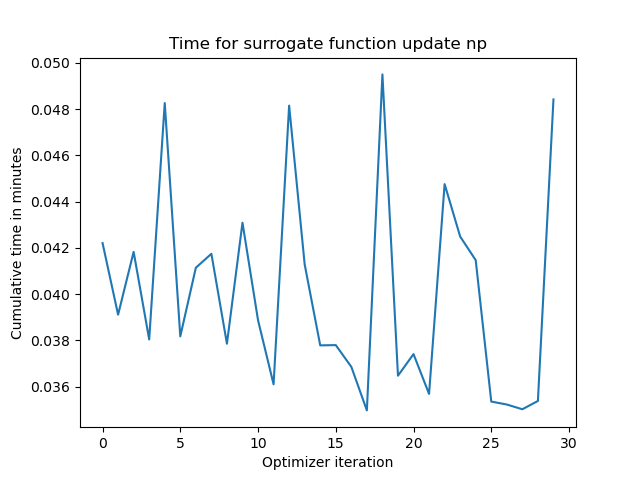 Time for surrogate function update np
0.050
0.048
0.046
0.044
0.042
0.040
0.038
0.036
Cumulative time in minutes
0 5 10 15 20 25 30
Optimizer iteration